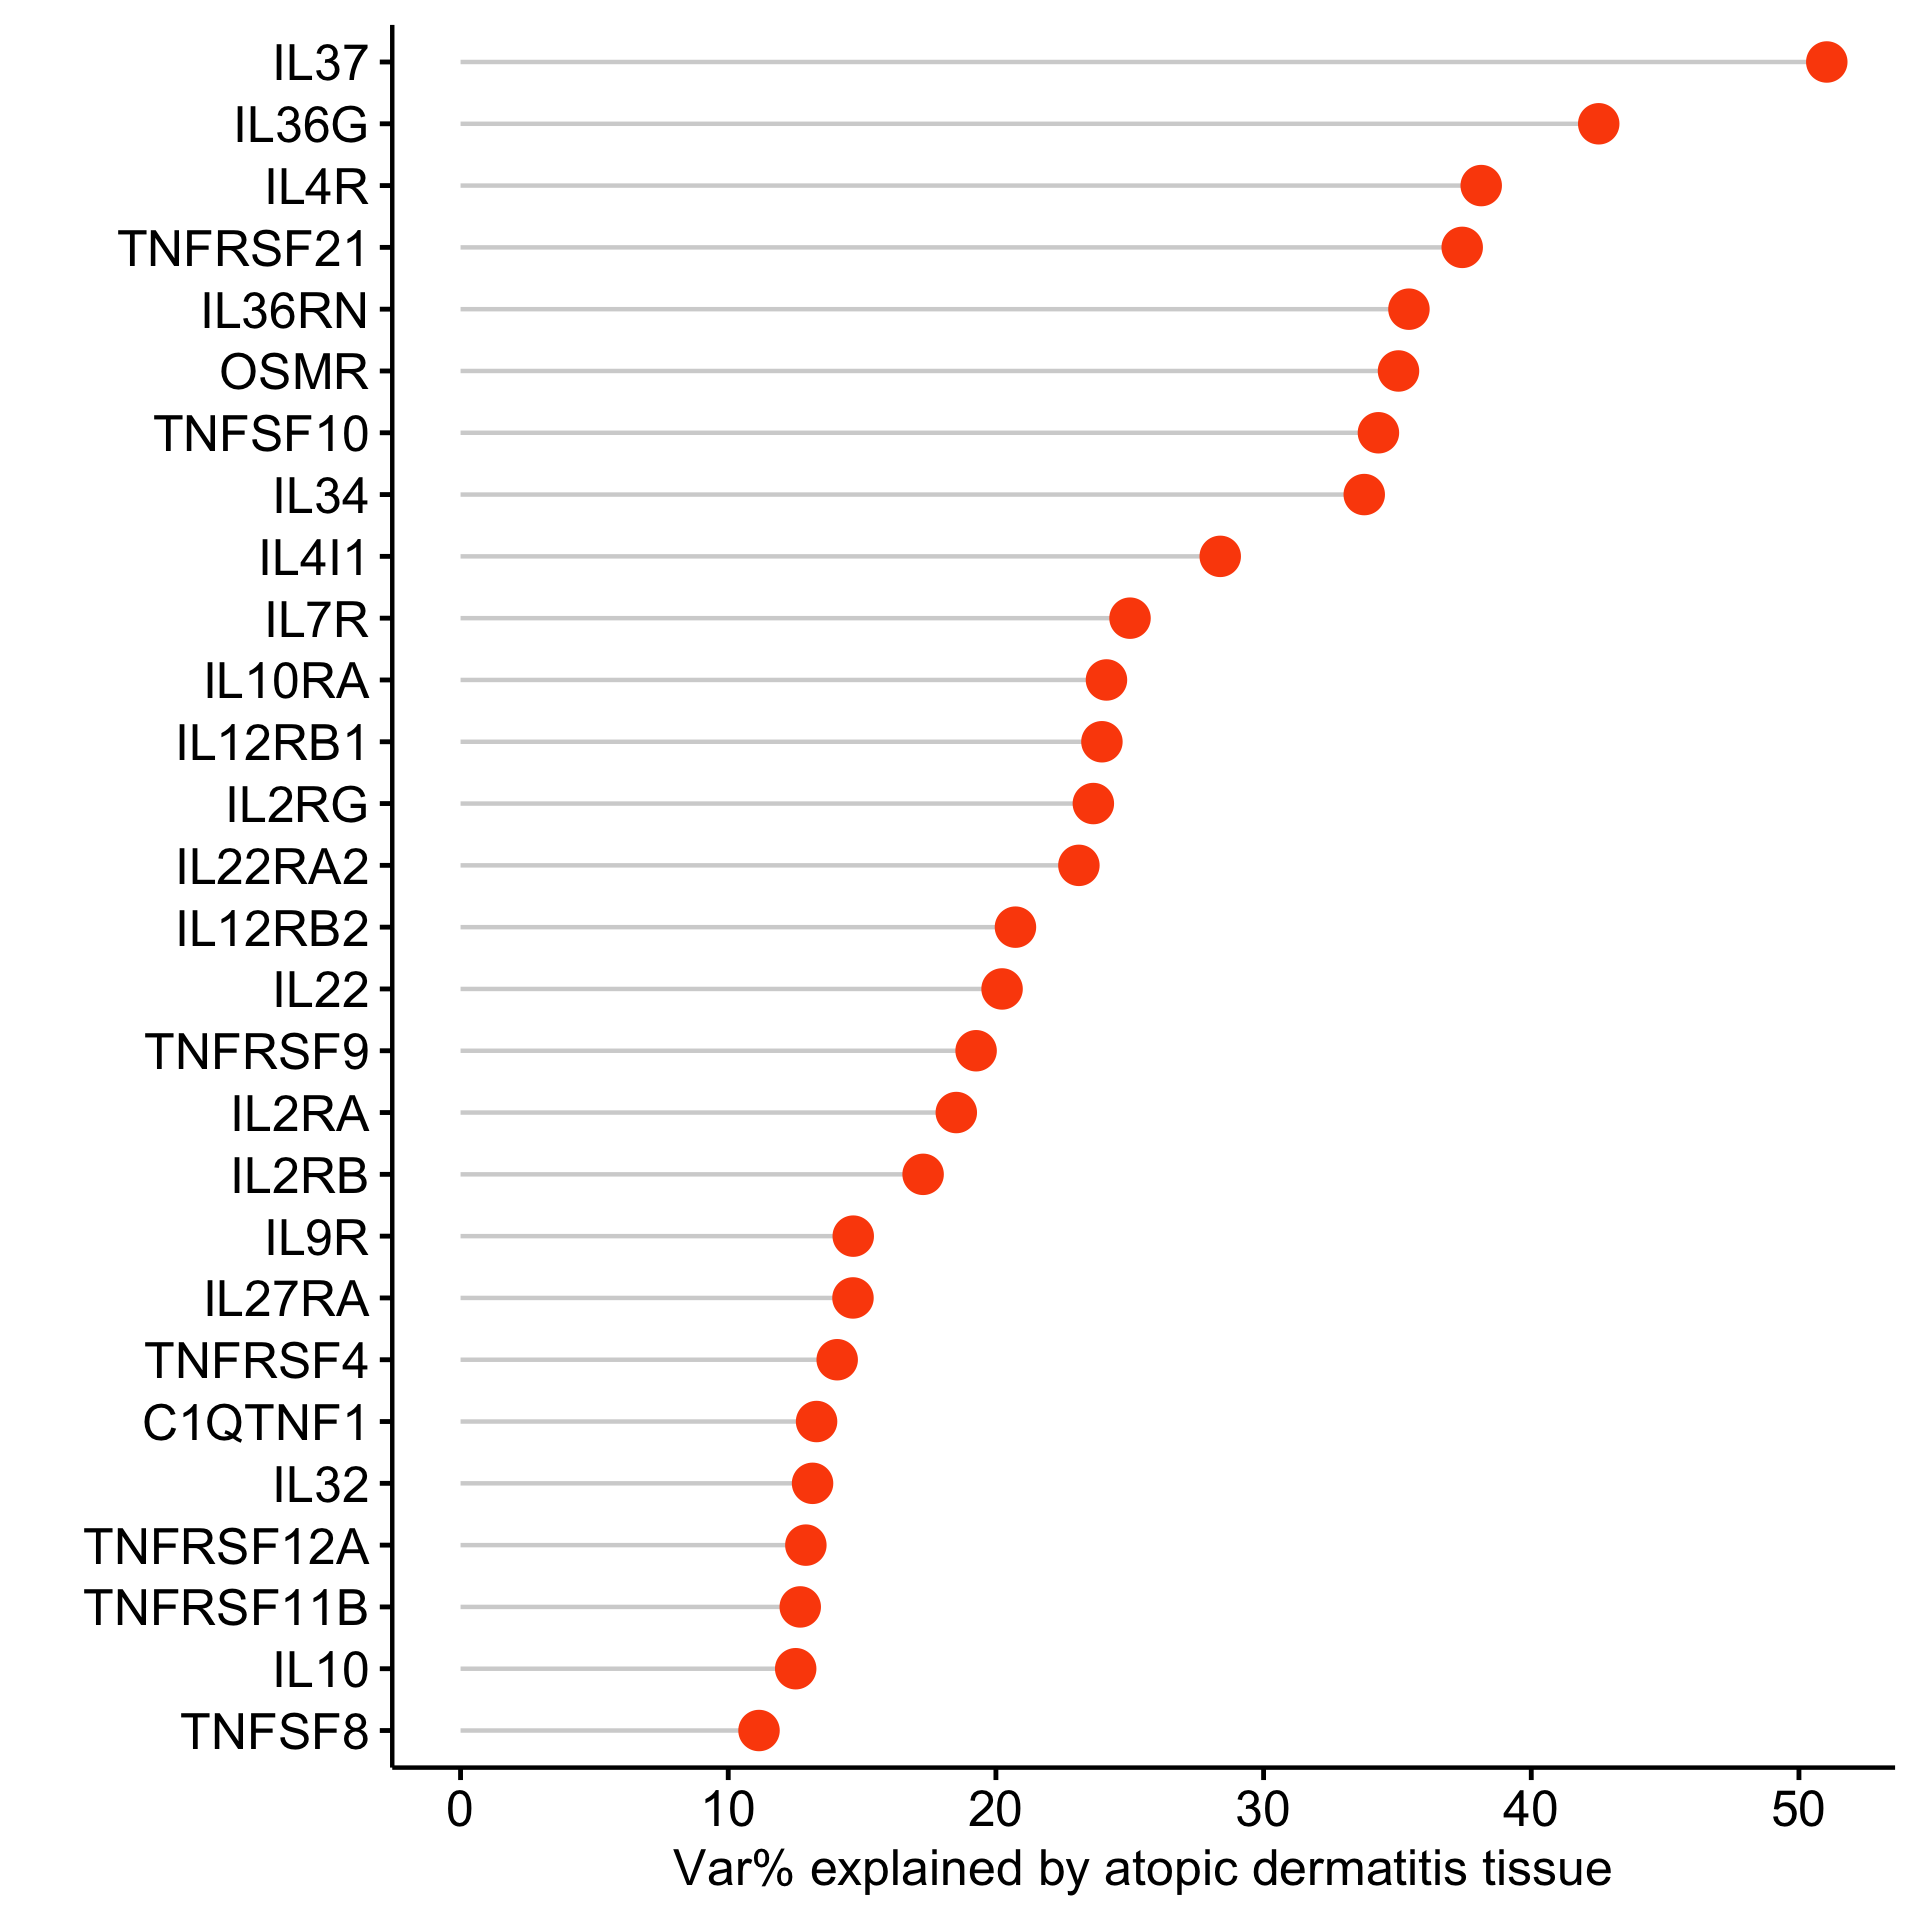 IL37
IL36G
IL4R
TNFRSF21
IL36RN
OSMR
TNFSF10
IL34
IL4I1
IL7R
IL10RA
IL12RB1
IL2RG
IL22RA2
IL12RB2
IL22
TNFRSF9
IL2RA
IL2RB
IL9R
IL27RA
TNFRSF4
C1QTNF1
IL32
TNFRSF12A
TNFRSF11B
IL10
TNFSF8
0 10 20 30 40 50
Var% explained by atopic dermatitis tissue